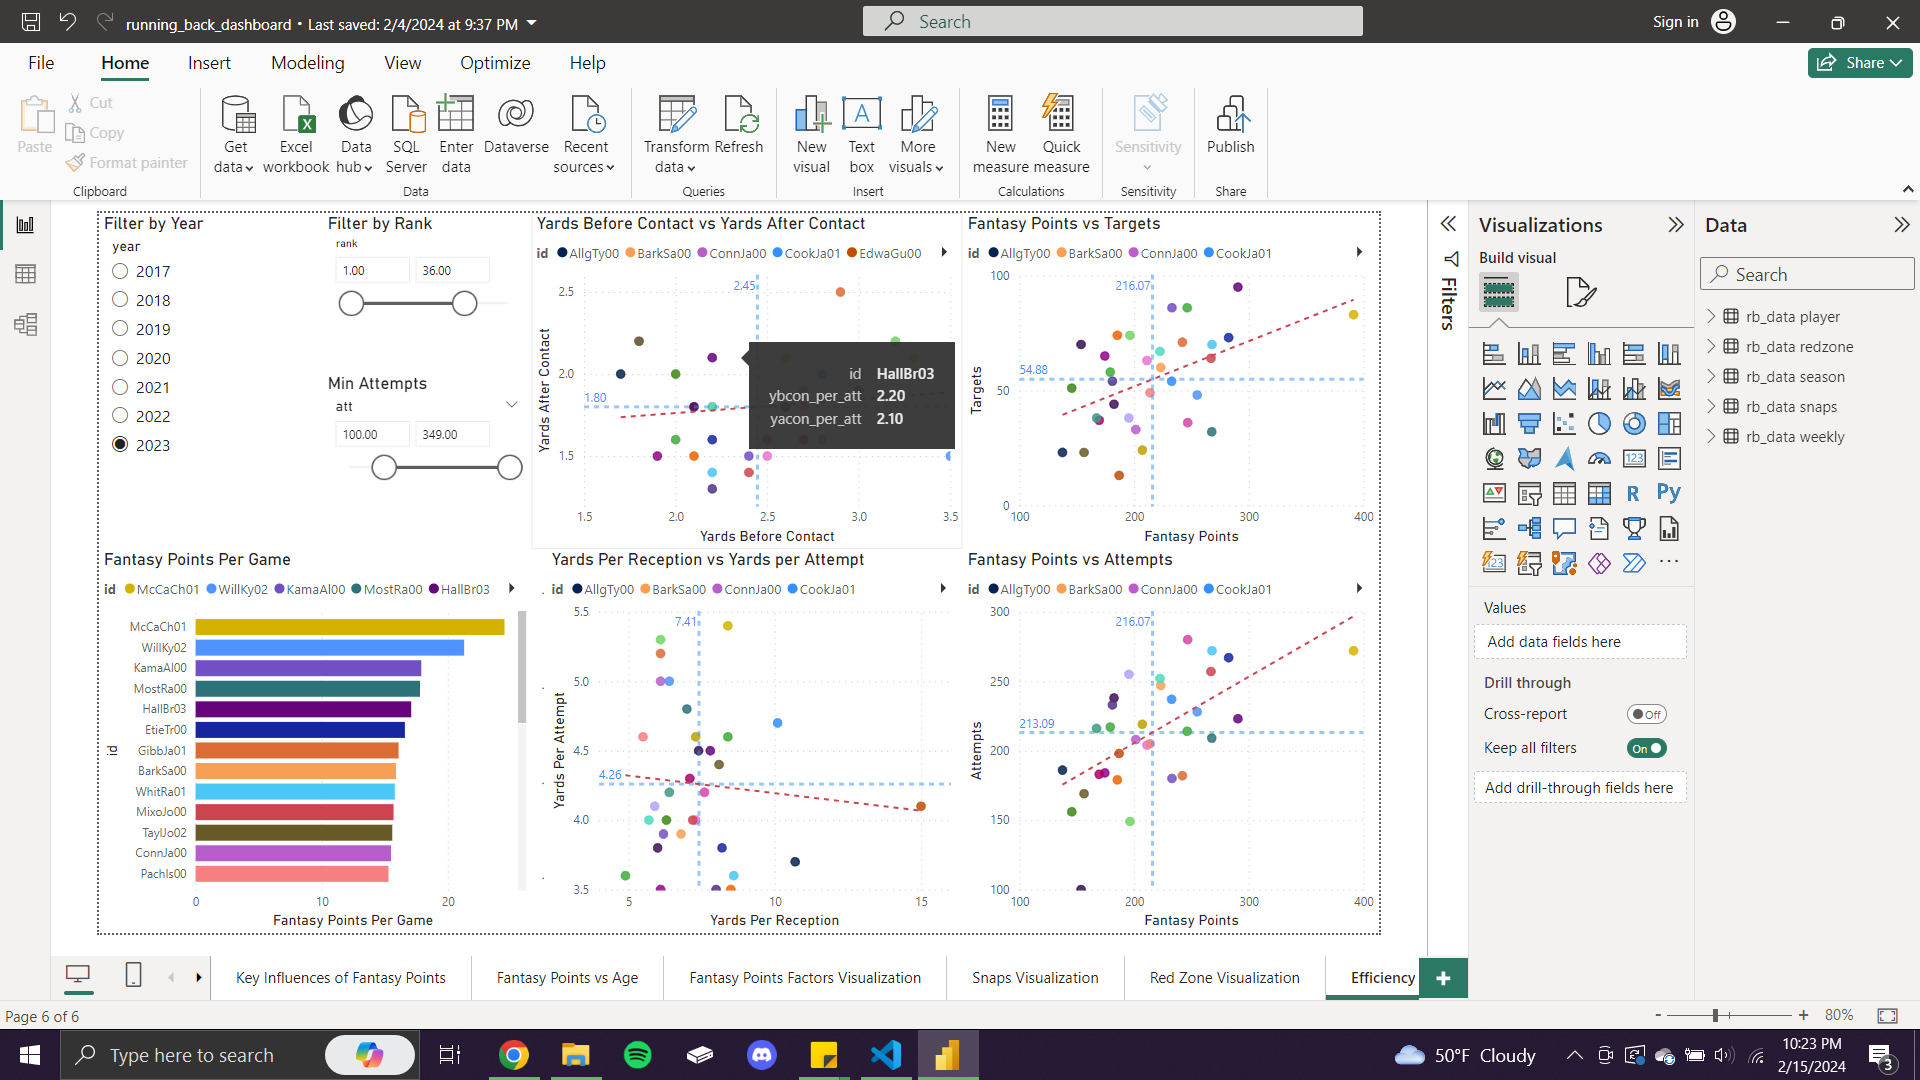 running_back_dashboard • Last saved: 2/4/2024 at 9:37 PM
Search
Sign in
File Home Insert Modeling View Optimize Help
Share
Paste
Cut
Copy
Format painter
Clipboard
Get data
Excel workbook
Data hub
SQL Server
Enter data
Dataverse
Recent sources
Data
Transform data
Refresh
Queries
New visual
Text box
More visuals
Insert
New measure
Quick measure
Calculations
Sensitivity
Sensitivity
Publish
Share
Filter by Year
year
2017
2018
2019
2020
2021
2022
2023
Filter by Rank
rank
1.00 36.00
Min Attempts
att
100.00 349.00
Yards Before Contact vs Yards After Contact
id AllgTy00 BarkSa00 ConnJa00 CookJa01 EdwaGu00
2.45
2.5
2.0
1.80
1.5
Yards After Contact
id HallBr03
ybcon_per_att 2.20
yacon_per_att 2.10
1.5 2.0 2.5 3.0 3.5
Yards Before Contact
Fantasy Points vs Targets
id AllgTy00 BarkSa00 ConnJa00 CookJa01
100
216.07
54.88
50
0
Targets
100 200 300 400
Fantasy Points
Fantasy Points Per Game
id McCaCh01 WillKy02 KamaAl00 MostRa00 HallBr03
McCaCh01
WillKy02
KamaAl00
MostRa00
HallBr03
EtieTr00
GibbJa01
BarkSa00
WhitRa01
MixoJo00
TaylJo02
ConnJa00
PachIs00
id
0 10 20
Fantasy Points Per Game
Yards Per Reception vs Yards per Attempt
id AllgTy00 BarkSa00 ConnJa00 CookJa01
5.5
7.41
5.0
4.5
4.26
4.0
3.5
Yards Per Attempt
5 10 15
Yards Per Reception
Fantasy Points vs Attempts
id AllgTy00 BarkSa00 ConnJa00 CookJa01
300
216.07
250
213.09
200
150
100
Attempts
100 200 300 400
Fantasy Points
Filters
Visualizations
Build visual
123
R
Py
123
Values
Add data fields here
Drill through
Cross-report Off
Keep all filters On
Add drill-through fields here
Data
Search
rb_data player
rb_data redzone
rb_data season
rb_data snaps
rb_data weekly
Key Influences of Fantasy Points
Fantasy Points vs Age
Fantasy Points Factors Visualization
Snaps Visualization
Red Zone Visualization
Efficiency
Page 6 of 6
- + 80%
Type here to search
50°F Cloudy
10:23 PM
2/15/2024
3